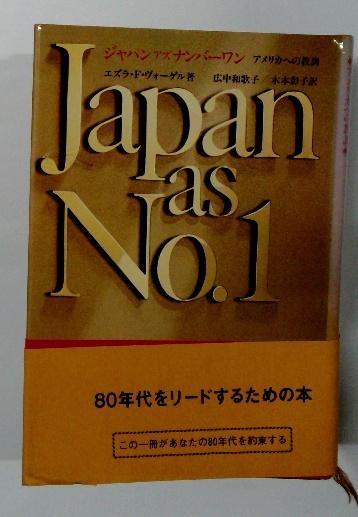 ジャパンアズナンバーワン アメリカへの教訓
エズラ・F・ヴォーゲル著 広中和歌子/木本彰子訳
Japan
as
No.1
80年代をリードするための本
この一冊があなたの80年代を約束する